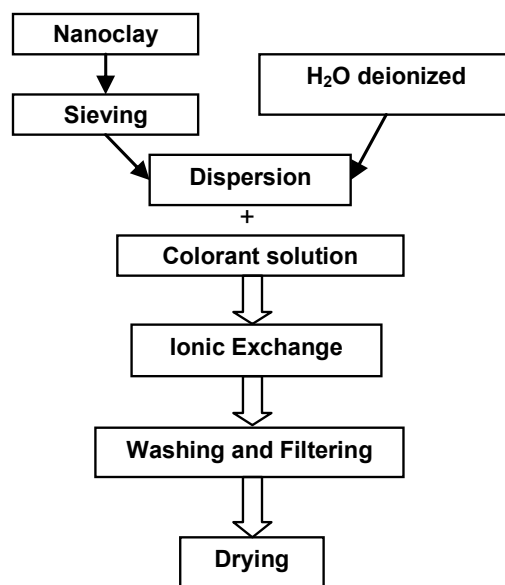 Nanoclay
H₂O deionized
Sieving
Dispersion
+
Colorant solution
Ionic Exchange
Washing and Filtering
Drying